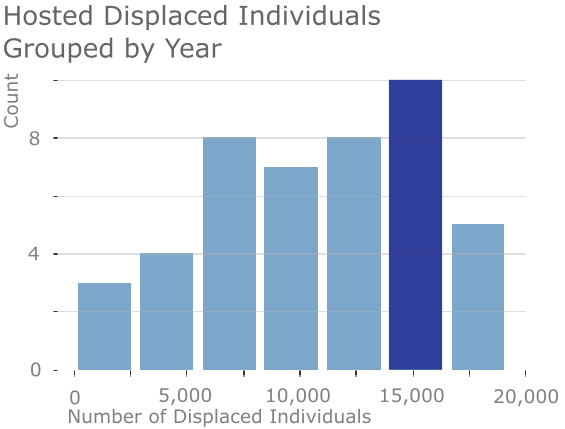 Hosted Displaced Individuals
Grouped by Year
Count
8
4
0
0 5,000 10,000 15,000 20,000
Number of Displaced Individuals